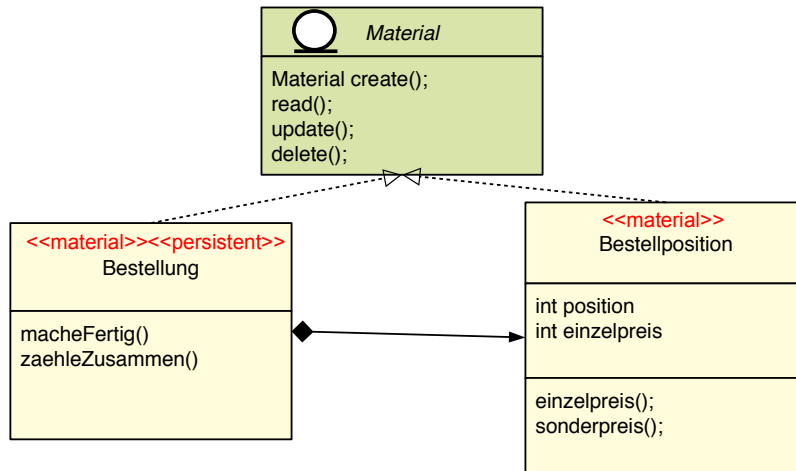 Material
Material create();
read();
update();
delete();
<<material>><<persistent>>
Bestellung
macheFertig()
zaehleZusammen()
<<material>>
Bestellposition
int position
int einzelpreis
einzelpreis();
sonderpreis();